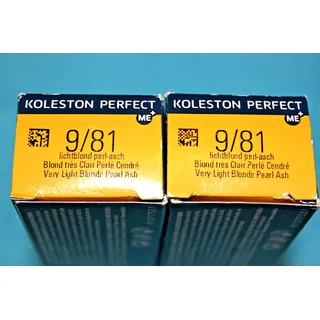 KOLESTON PERFECT
ME+
9/81
lichtblond perl-asch
Blond très Clair Perlé Cendré
Very Light Blonde Pearl Ash
KOLESTON PERFECT
ME+
9/81
lichtblond perl-asch
Blond très Clair Perlé Cendré
Very Light Blonde Pearl Ash